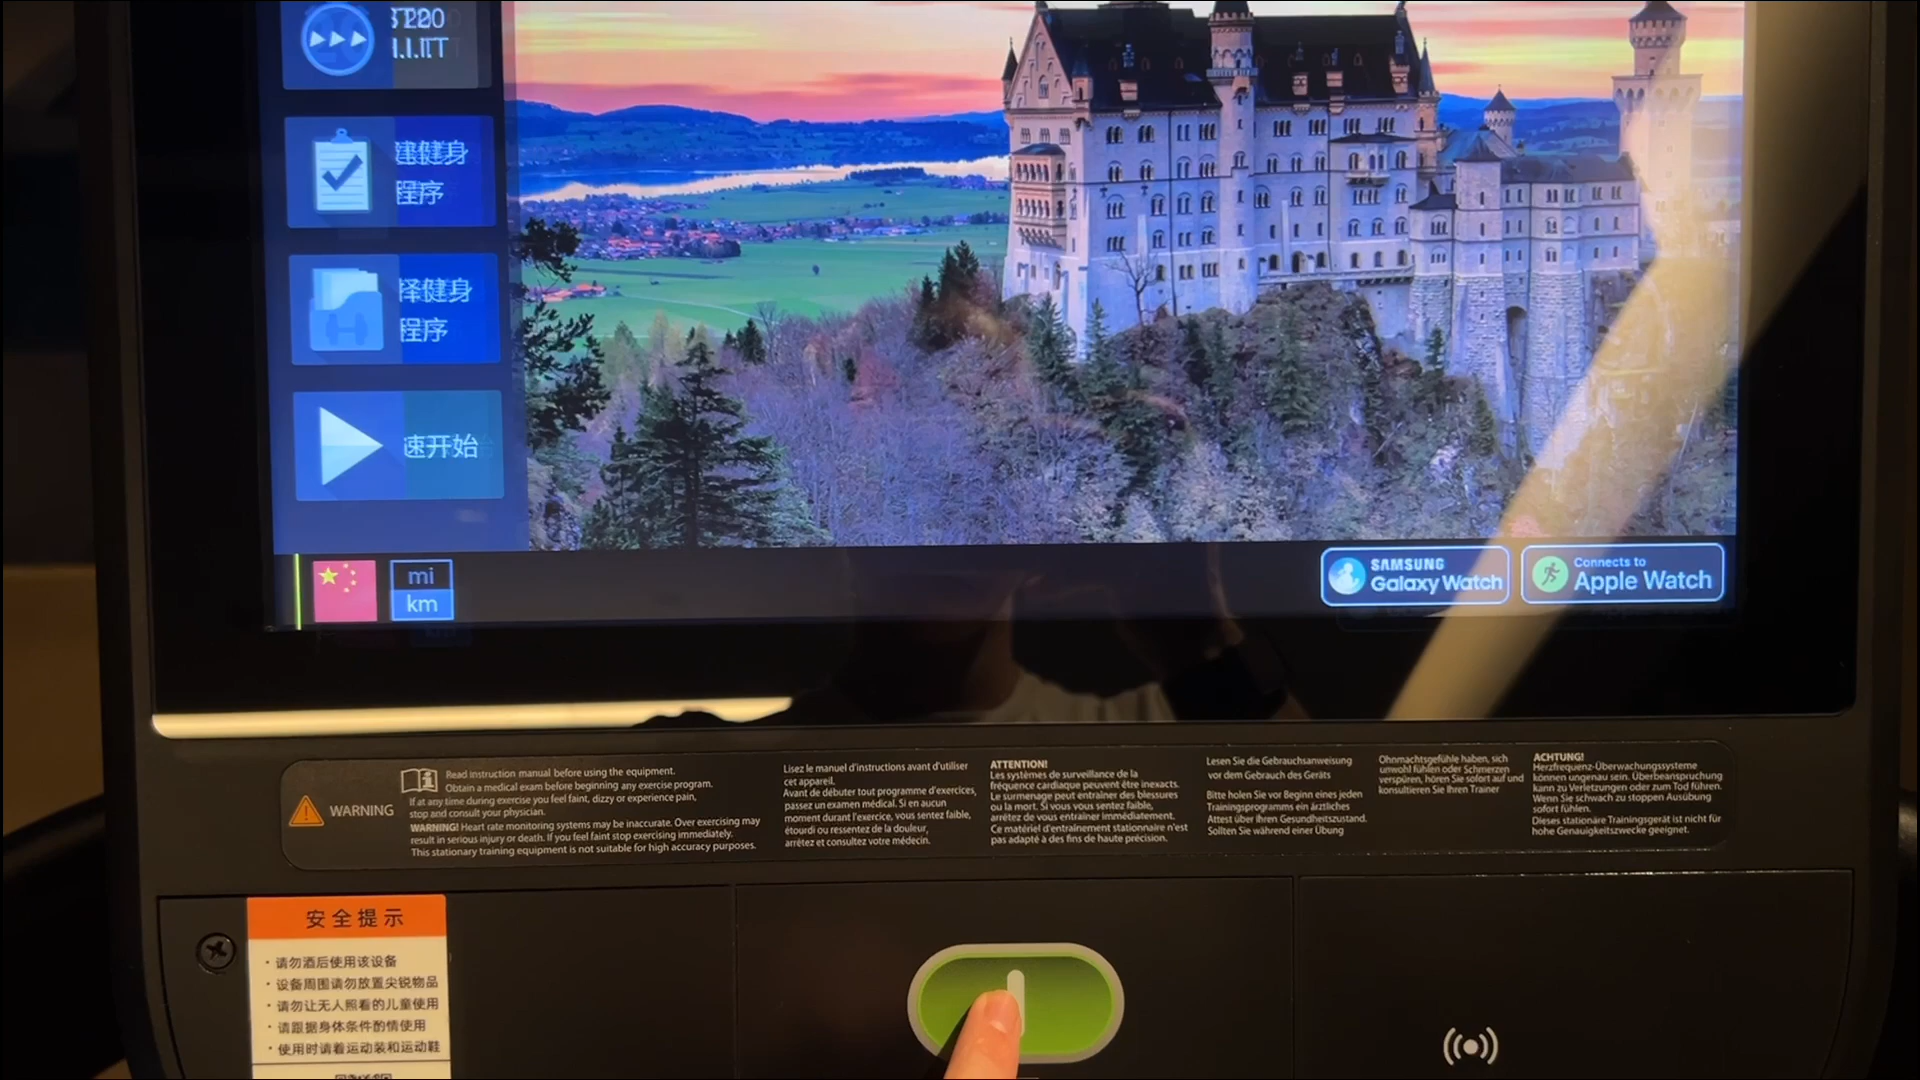 健身
程序
择健身
程序
速开始
mi
km
SAMSUNG
Galaxy Watch
Connects to
Apple Watch
WARNING
Read instruction manual before using the equipment.
Obtain a medical exam before beginning any exercise program.
If at any time during exercise you feel faint, dizzy or experience pain,
stop and consult your physician.
WARNING! Heart rate monitoring systems may be inaccurate. Over exercising may
result in serious injury or death. If you feel faint stop exercising immediately.
This stationary training equipment is not suitable for high accuracy purposes.
Lisez le manuel d'instructions avant d'utiliser
cet appareil.
Avant de débuter tout programme d'exercices,
passez un examen médical. Si en aucun
moment durant l'exercice, vous sentez faible,
étourdi ou ressentez de la douleur,
arrêtez et consultez votre médecin.
ATTENTION!
Les systèmes de surveillance de la
fréquence cardiaque peuvent être inexacts.
Le surmenage peut entraîner des blessures
ou la mort. Si vous vous sentez faible,
arrêtez de vous entraîner immédiatement.
Ce matériel d'entrainement stationnaire n'est
pas adapté à des fins de haute précision.
Lesen Sie die Gebrauchsanweisung
vor dem Gebrauch des Geräts
Bitte holen Sie vor Beginn eines jeden
Trainingsprogramms ein ärztliches
Attest über Ihren Gesundheitszustand.
Sollten Sie während einer Übung
Ohnmachtsgefühle haben, sich
unwohl fühlen oder Schmerzen
verspüren, hören Sie sofort auf und
konsultieren Sie Ihren Trainer
ACHTUNG!
Herzfrequenz-Überwachungssysteme
können ungenau sein. Überbeanspruchung
kann zu Verletzungen oder zum Tod führen.
Wenn Sie schwach zu stoppen Ausübung
sofort fühlen.
Dieses stationäre Trainingsgerät ist nicht für
hohe Genauigkeitszwecke geeignet.
安全提示
· 请勿酒后使用该设备
· 设备周围请勿放置尖锐物品
· 请勿让无人照看的儿童使用
· 请跟据身体条件酌情使用
· 使用时请着运动装和运动鞋